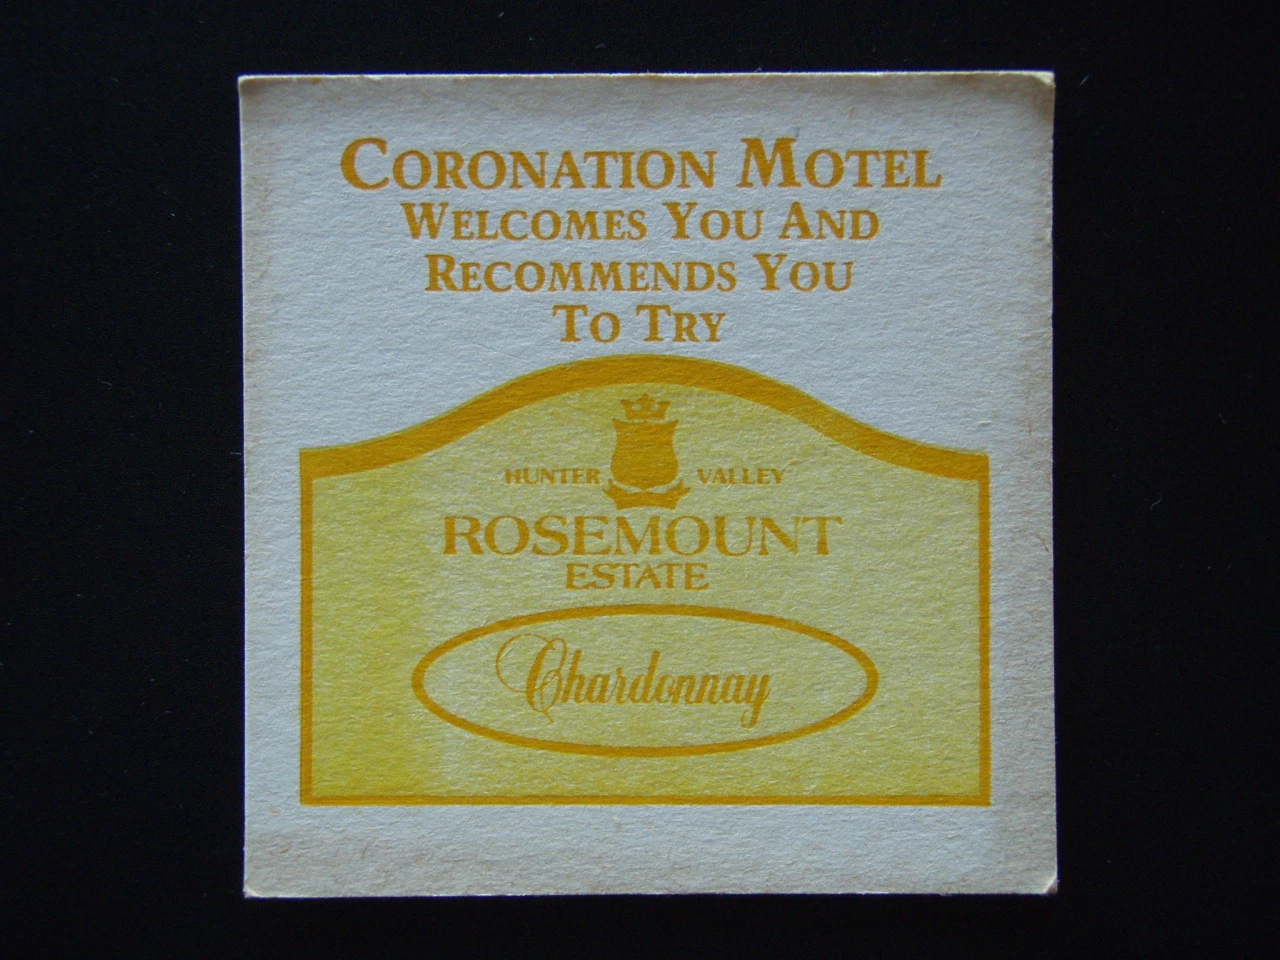 CORONATION MOTEL
WELCOMES YOU AND
RECOMMENDS YOU
TO TRY
HUNTER VALLEY
ROSEMOUNT
ESTATE
Chardonnay